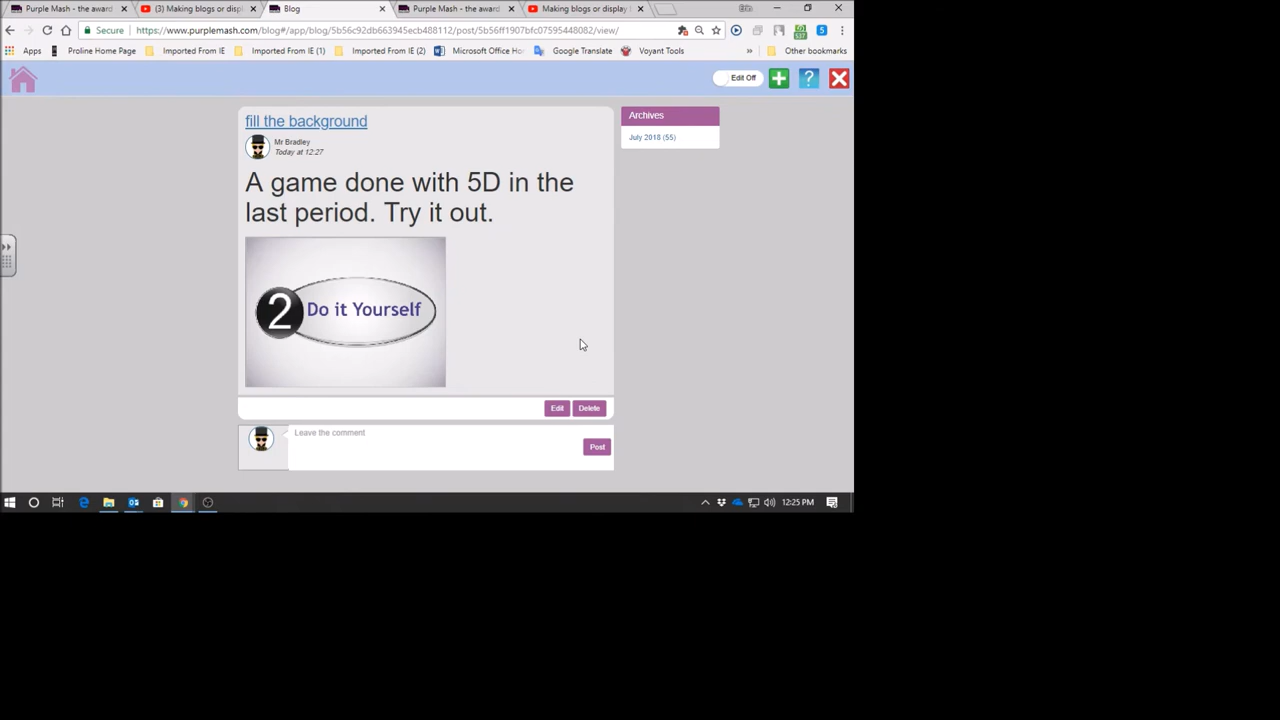 Purple Mash - the award
(3) Making blogs or displ
Blog
Purple Mash - the award
Making blogs or display
Secure
https://www.purplemash.com/blog#/app/blog/5b56c92db663945ecb488112/post/5b56ff1907bfc07595448082/view/
Apps
Proline Home Page
Imported From IE
Imported From IE (1)
Imported From IE (2)
Microsoft Office Ho
Google Translate
Voyant Tools
»
Other bookmarks
Edit Off
fill the background
Mr Bradley
Today at 12:27
A game done with 5D in the
last period. Try it out.
2 Do it Yourself
Archives
July 2018 (55)
Edit
Delete
Leave the comment
Post
12:25 PM